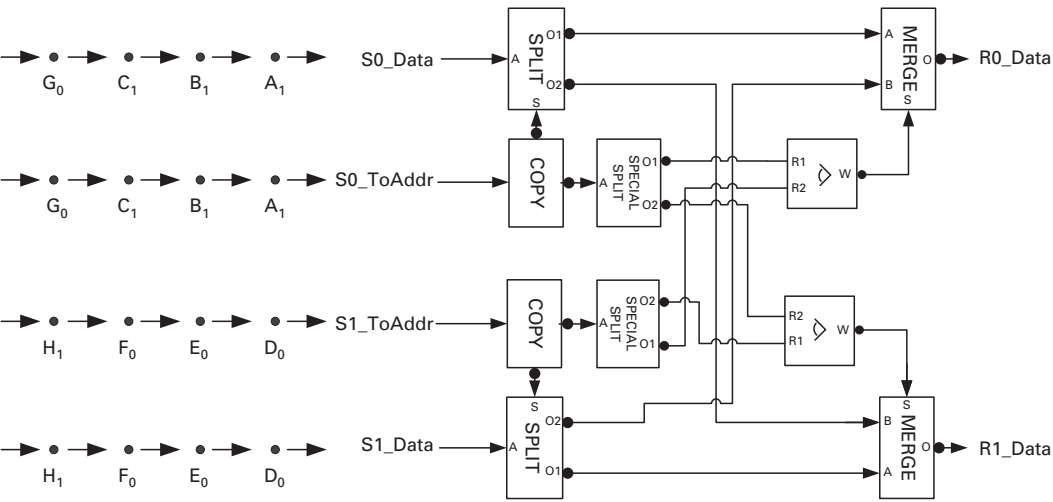 G₀ C₁ B₁ A₁ S0_Data A SPLIT O1 O2 S A MERGE B O S R0_Data
G₀ C₁ B₁ A₁ S0_ToAddr COPY A SPECIAL SPLIT O1 O2 R1 R2 W
H₁ F₀ E₀ D₀ S1_ToAddr COPY A SPECIAL SPLIT O2 O1 R2 R1 W
H₁ F₀ E₀ D₀ S1_Data A S SPLIT O2 O1 S B MERGE A O R1_Data